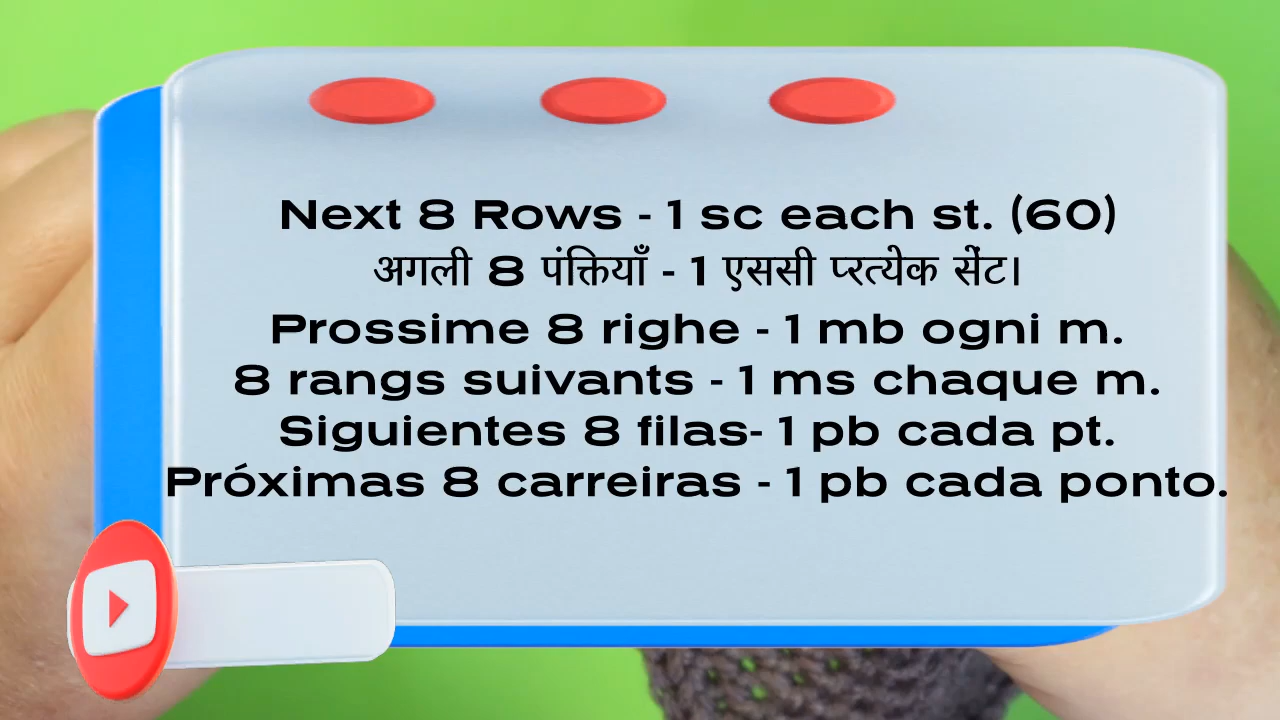 Next 8 Rows - 1 sc each st. (60)
अगली 8 पंक्तियाँ - 1 एससी प्रत्येक सेंट।
Prossime 8 righe - 1 mb ogni m.
8 rangs suivants - 1 ms chaque m.
Siguientes 8 filas- 1 pb cada pt.
Próximas 8 carreiras - 1 pb cada ponto.